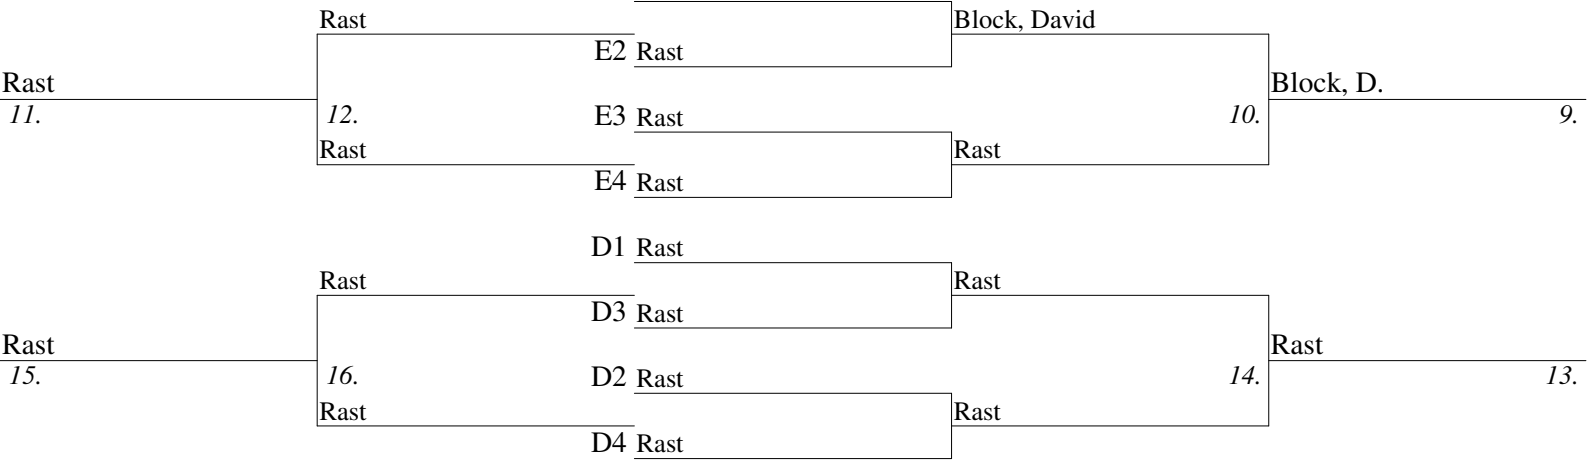 Rast
Block, David
E2 Rast
Rast
Block, D.
11.
12.
E3 Rast
10.
9.
Rast
Rast
E4 Rast
D1 Rast
Rast
Rast
D3 Rast
Rast
Rast
15.
16.
D2 Rast
14.
13.
Rast
Rast
D4 Rast